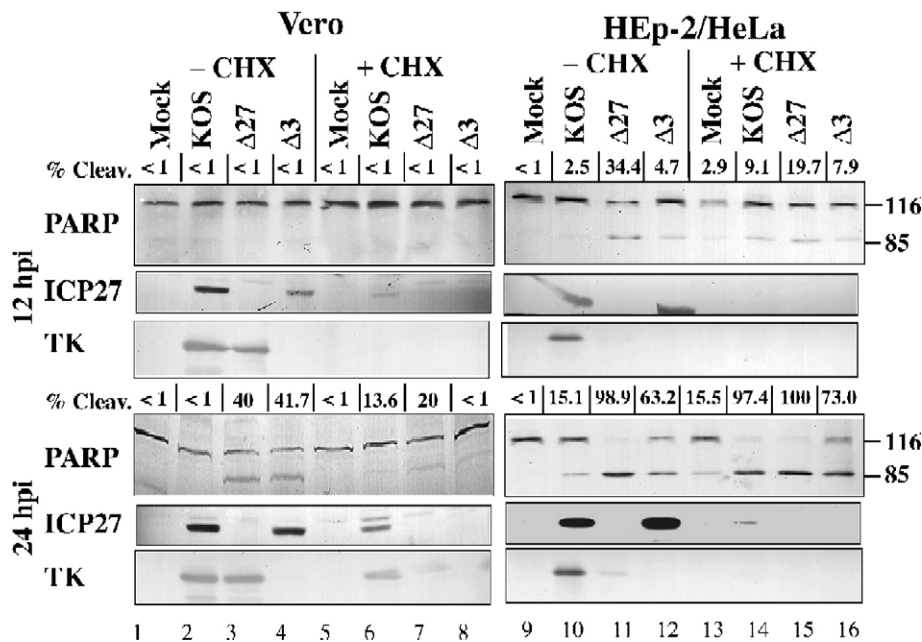 Vero HEp-2/HeLa
– CHX + CHX – CHX + CHX
Mock KOS Δ27 Δ3 Mock KOS Δ27 Δ3 Mock KOS Δ27 Δ3 Mock KOS Δ27 Δ3
% Cleav. < 1 < 1 < 1 < 1 < 1 < 1 < 1 < 1 < 1 2.5 34.4 4.7 2.9 9.1 19.7 7.9
12 hpi
PARP 116
85
ICP27
TK
% Cleav. < 1 < 1 40 41.7 < 1 13.6 20 < 1 < 1 15.1 98.9 63.2 15.5 97.4 100 73.0
24 hpi
PARP 116
85
ICP27
TK
1 2 3 4 5 6 7 8 9 10 11 12 13 14 15 16